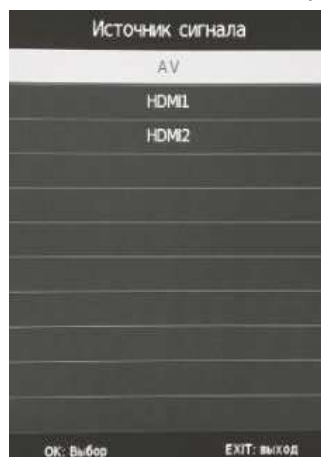 Источник сигнала
AV
HDMI1
HDMI2
OK: Выбор EXIT: выход